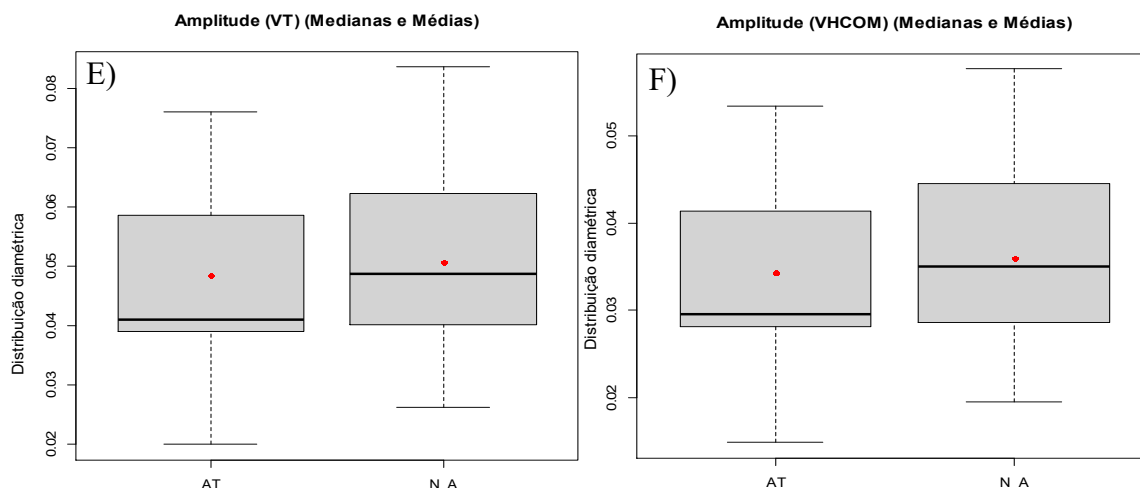 Amplitude (VT) (Medianas e Médias)
E)
Distribuição diamétrica
0.08
0.07
0.06
0.05
0.04
0.03
0.02
AT
N A
Amplitude (VHCOM) (Medianas e Médias)
F)
Distribuição diamétrica
0.05
0.04
0.03
0.02
AT
N A